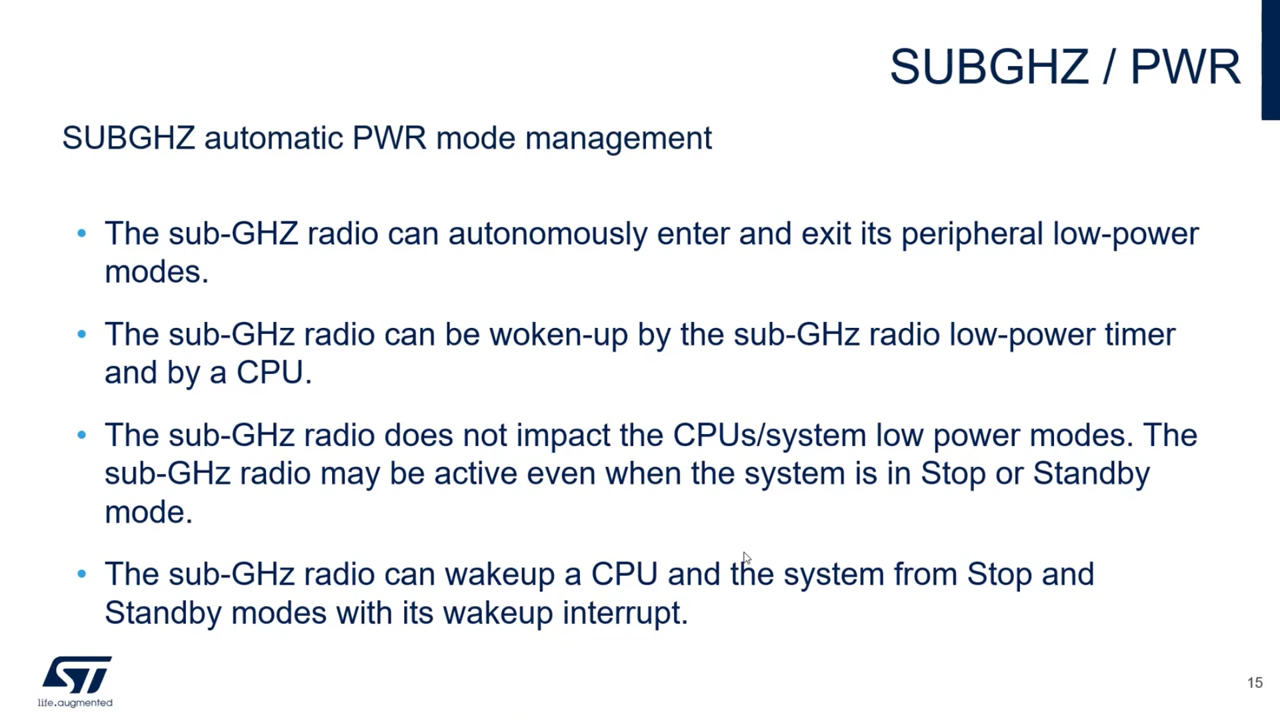 SUBGHZ / PWR
SUBGHZ automatic PWR mode management
• The sub-GHZ radio can autonomously enter and exit its peripheral low-power
modes.
• The sub-GHz radio can be woken-up by the sub-GHz radio low-power timer
and by a CPU.
• The sub-GHz radio does not impact the CPUs/system low power modes. The
sub-GHz radio may be active even when the system is in Stop or Standby
mode.
• The sub-GHz radio can wakeup a CPU and the system from Stop and
Standby modes with its wakeup interrupt.
ST
life.augmented
15